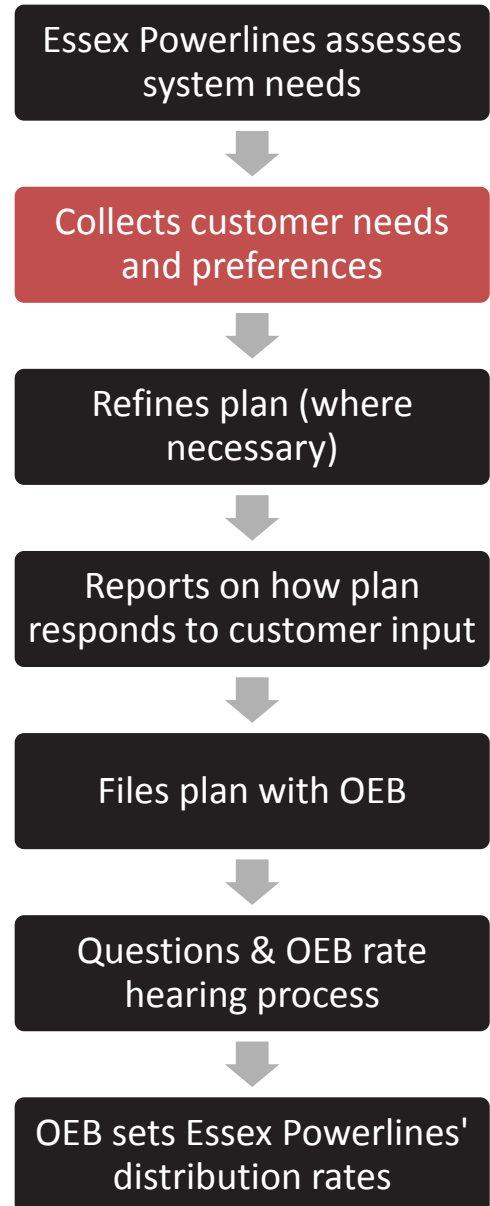 Essex Powerlines assesses
system needs
Collects customer needs
and preferences
Refines plan (where
necessary)
Reports on how plan
responds to customer input
Files plan with OEB
Questions & OEB rate
hearing process
OEB sets Essex Powerlines'
distribution rates